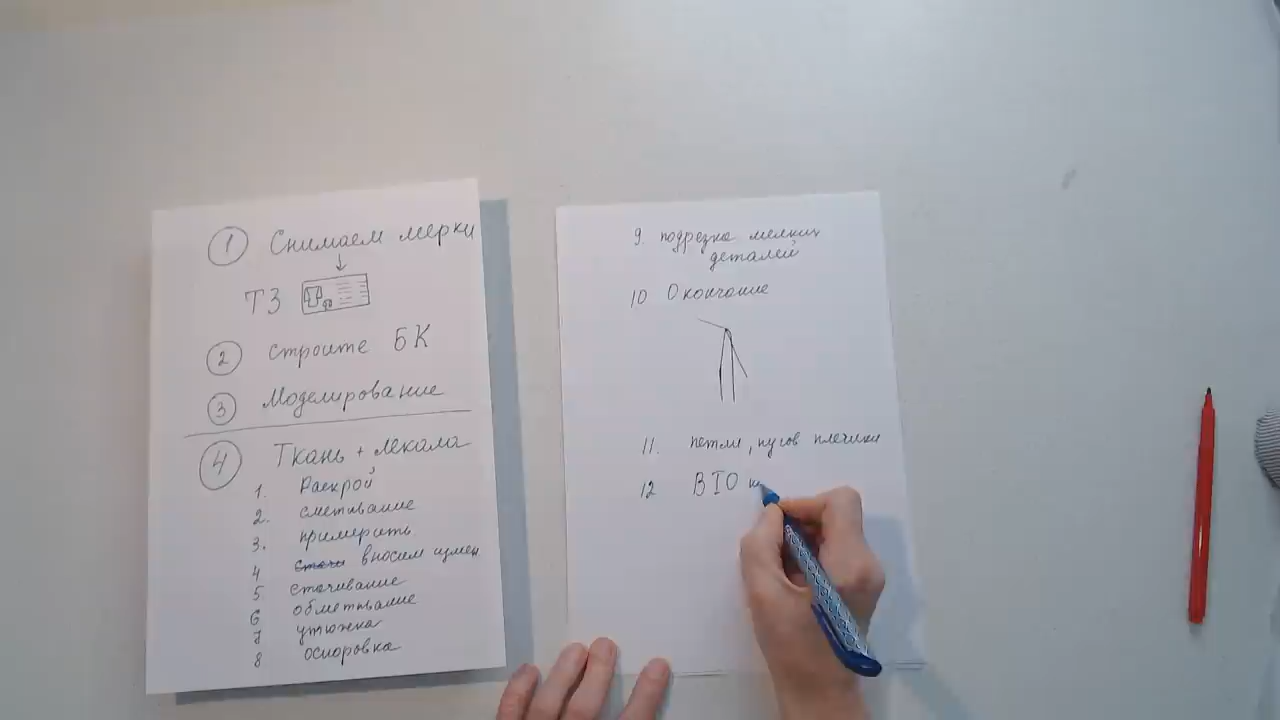 1 Снимаем мерки
ТЗ
2 строите БК
3 Моделирование
4 Ткань + лекала
1. Раскрой
2. сметывание
3. примерить
4 вносим измен
5 стачивание
6 обметывание
7 утюжка
8 осноровка
9. подрезка мелких
деталей
10 Окончание
11. петли, пугов плечики
12 ВТО